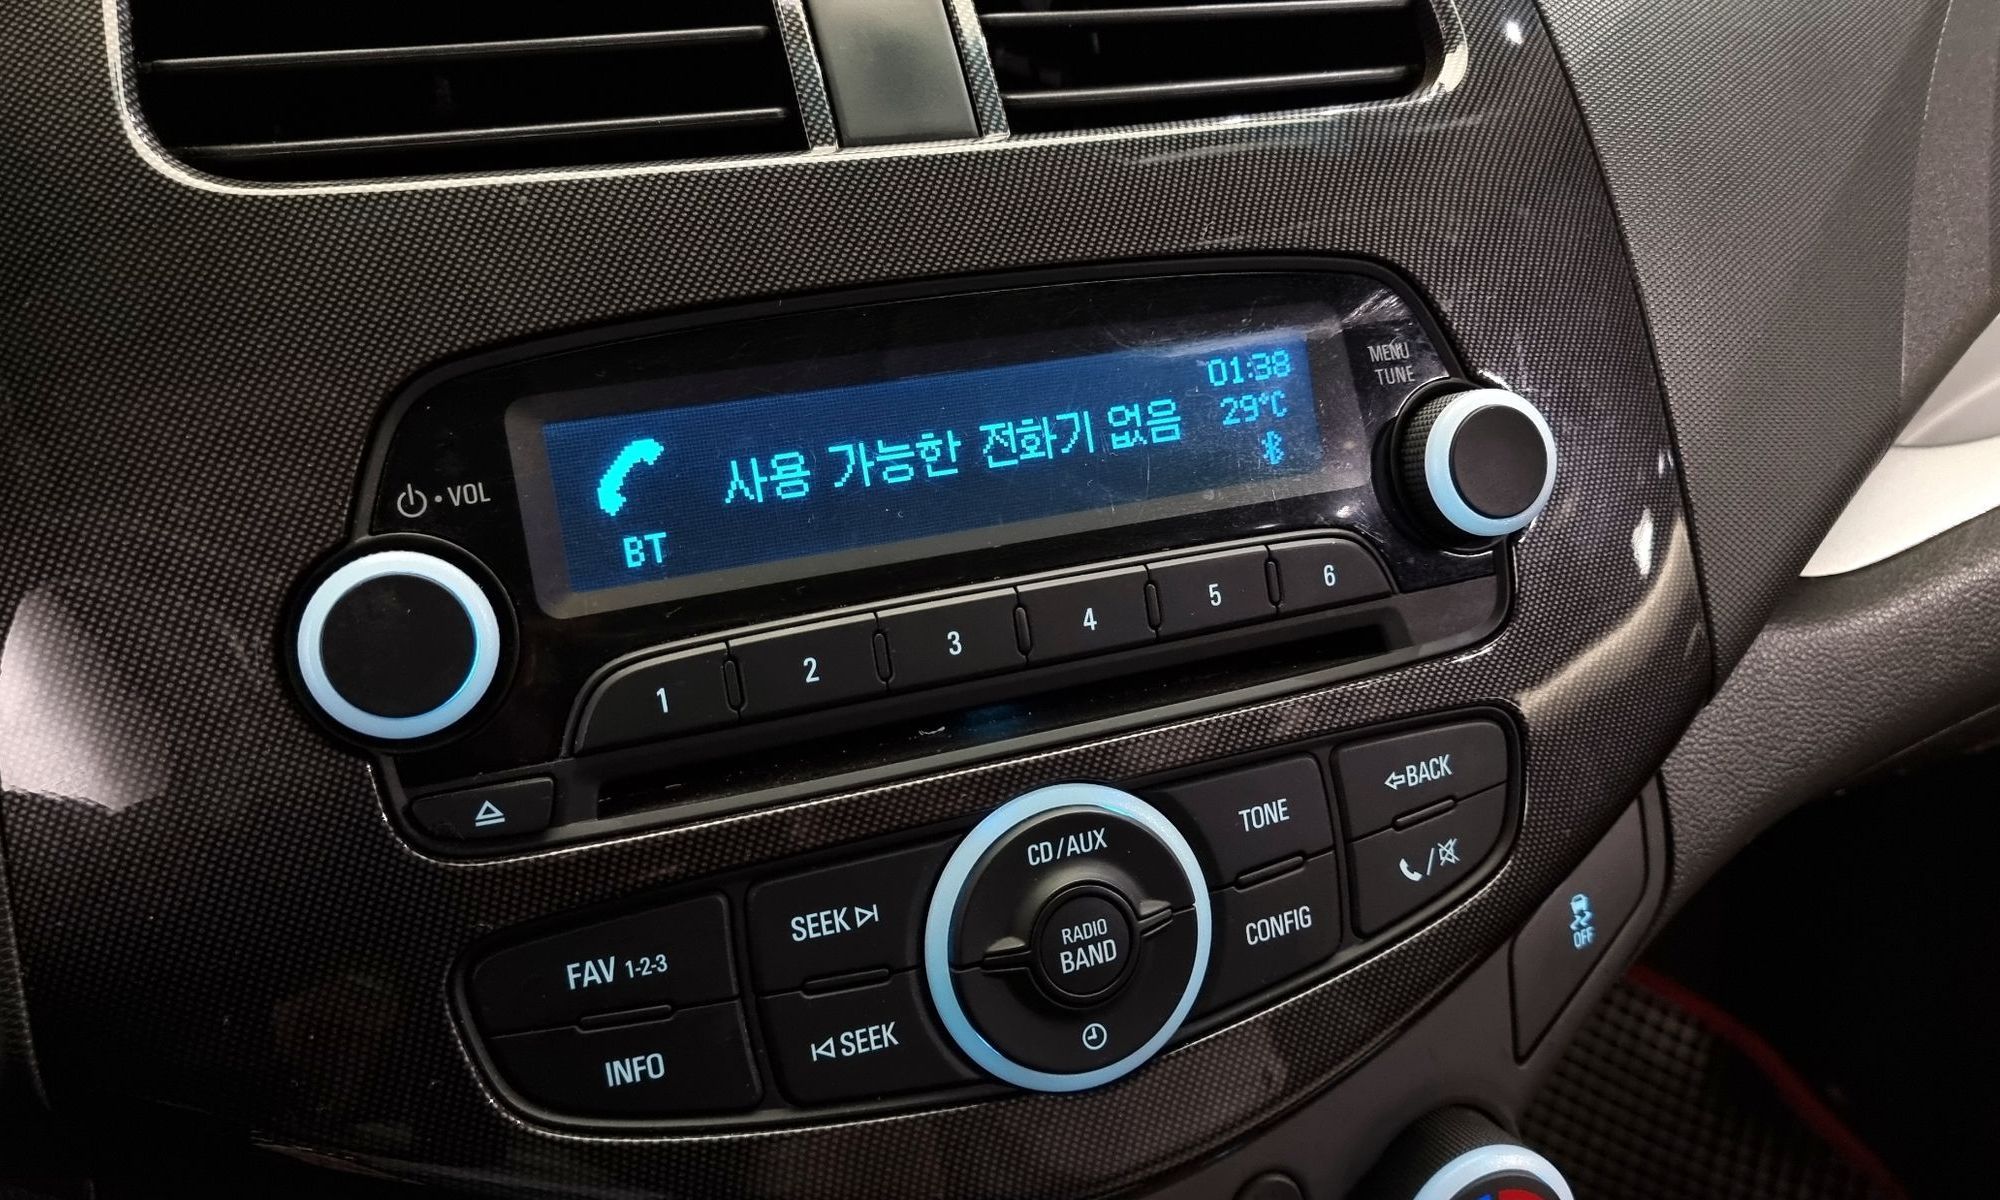 01:38
29°C
사용 가능한 전화기 없음
BT
MENU
TUNE
VOL
1 2 3 4 5 6
CD/AUX
TONE
BACK
SEEK
RADIO
BAND
CONFIG
FAV 1-2-3
SEEK
INFO
OFF